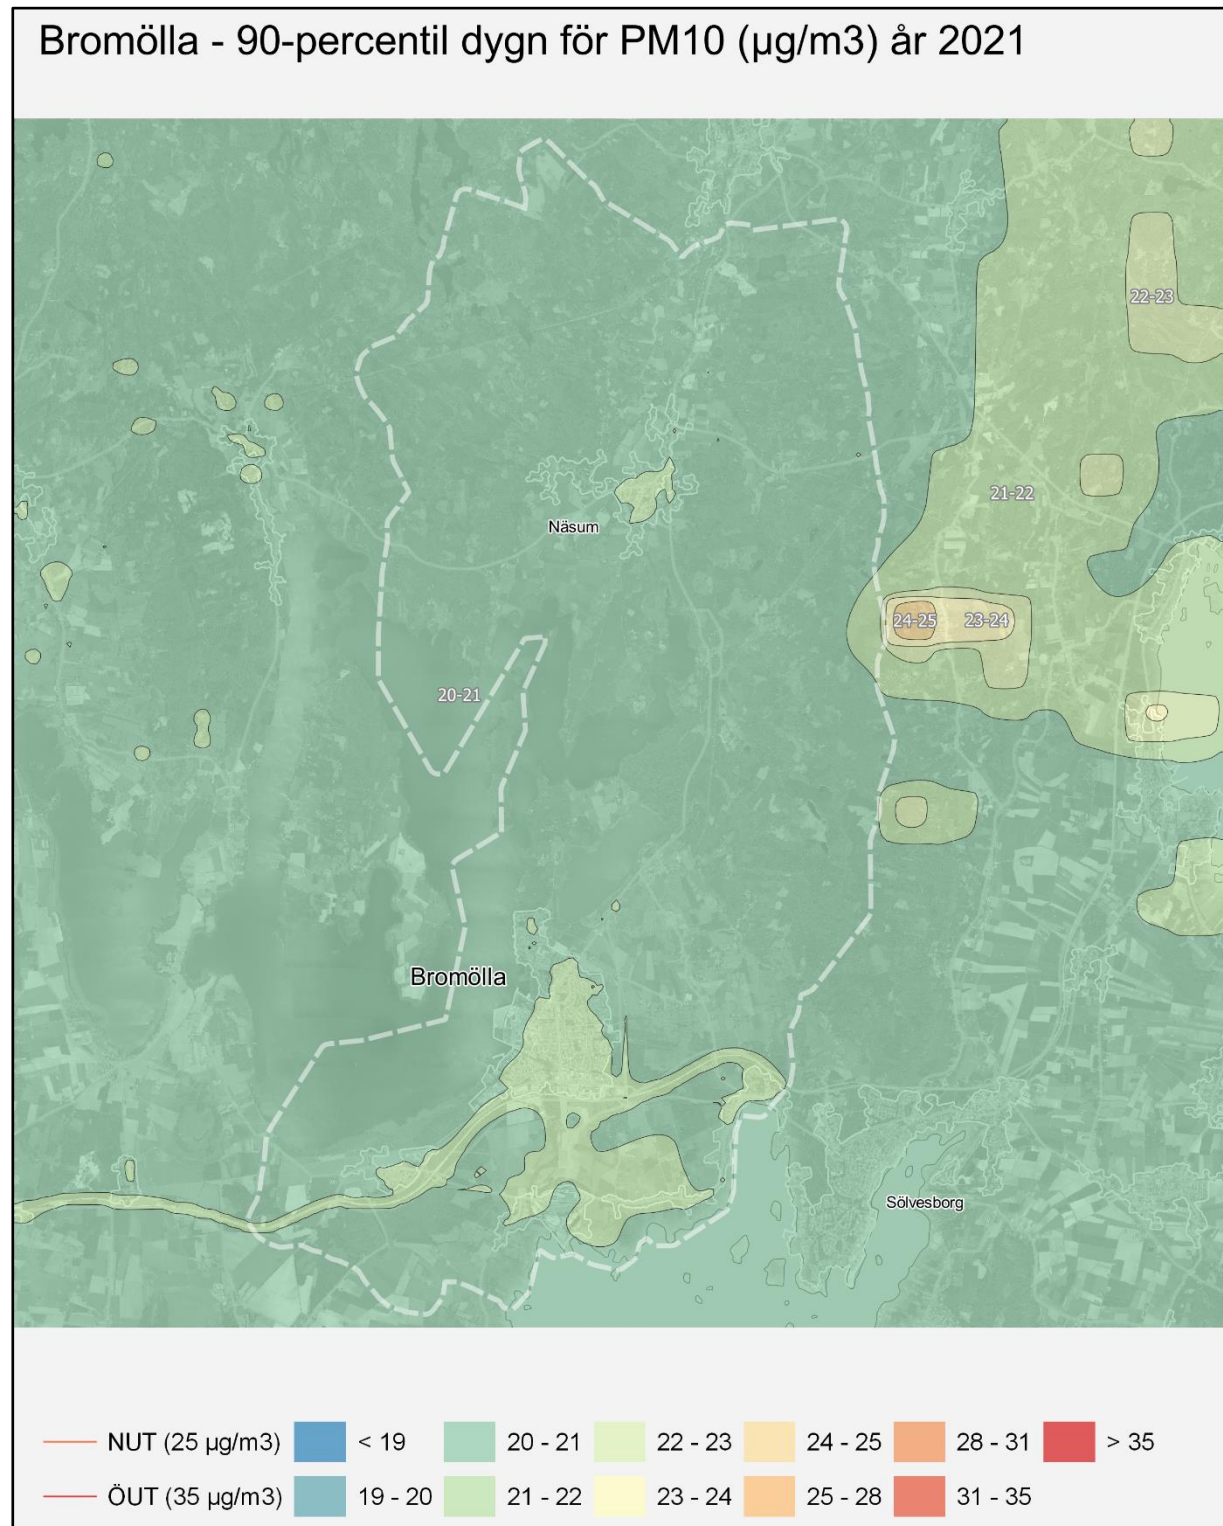 Bromölla - 90-percentil dygn för PM10 (µg/m3) år 2021
22-23
21-22
Näsum
24-25
23-24
20-21
Bromölla
Sölvesborg
NUT (25 µg/m3)
< 19
20 - 21
22 - 23
24 - 25
28 - 31
> 35
ÖUT (35 µg/m3)
19 - 20
21 - 22
23 - 24
25 - 28
31 - 35